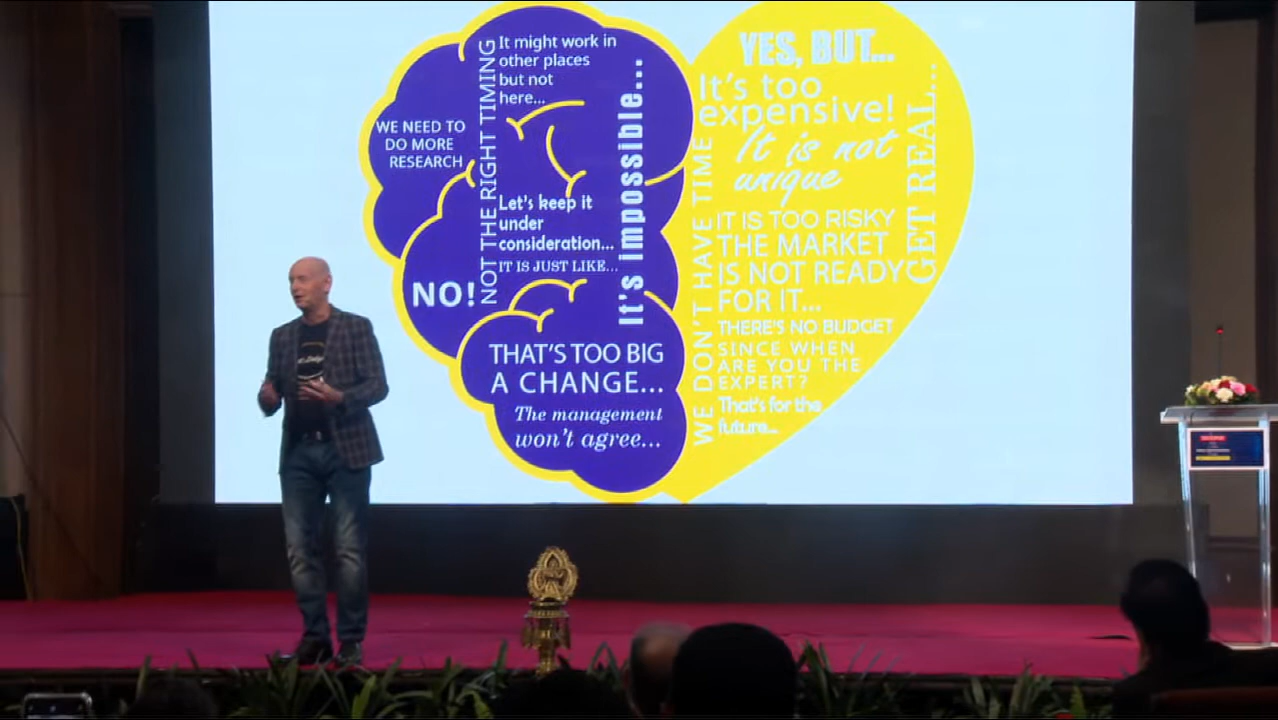 WE NEED TO
DO MORE
RESEARCH
NOT THE RIGHT TIMING
It might work in
other places
but not
here...
Let's keep it
under
consideration...
IT IS JUST LIKE...
It's impossible...
NO!
THAT'S TOO BIG
A CHANGE...
The management
won't agree...
YES, BUT...
It's too
expensive!
It is not
unique
GET REAL...
WE DON'T HAVE TIME
IT IS TOO RISKY
THE MARKET
IS NOT READY
FOR IT...
THERE'S NO BUDGET
SINCE WHEN
ARE YOU THE
EXPERT?
That's for the
future...